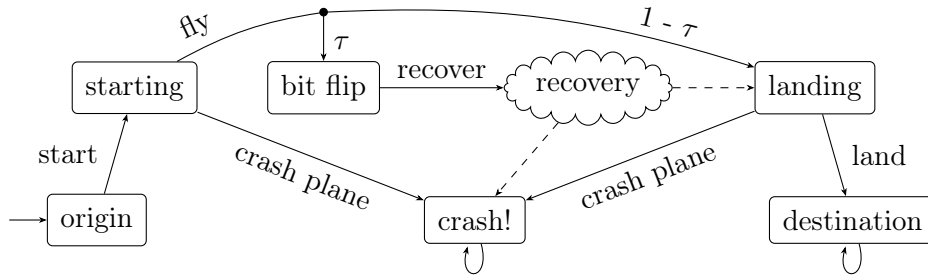 fly
1 - τ
τ
starting
bit flip
recover
recovery
landing
start
crash plane
crash plane
land
origin
crash!
destination